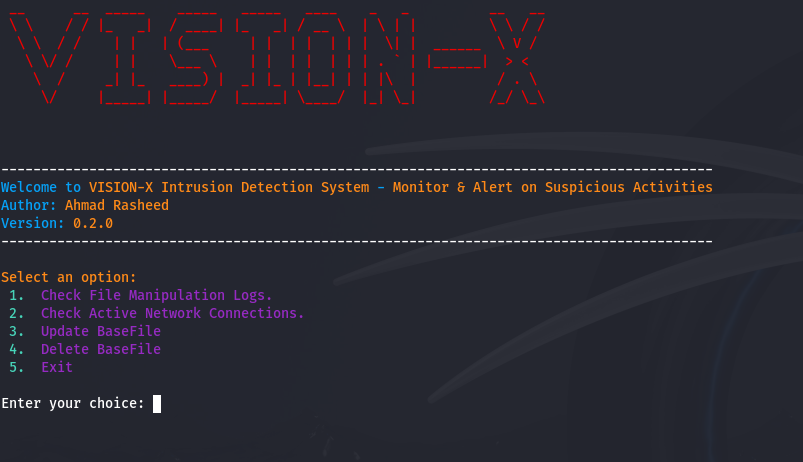 VISION-X
--------------------------------------------------------------------------------
Welcome to VISION-X Intrusion Detection System - Monitor & Alert on Suspicious Activities
Author: Ahmad Rasheed
Version: 0.2.0
--------------------------------------------------------------------------------
Select an option:
1. Check File Manipulation Logs.
2. Check Active Network Connections.
3. Update BaseFile
4. Delete BaseFile
5. Exit
Enter your choice: